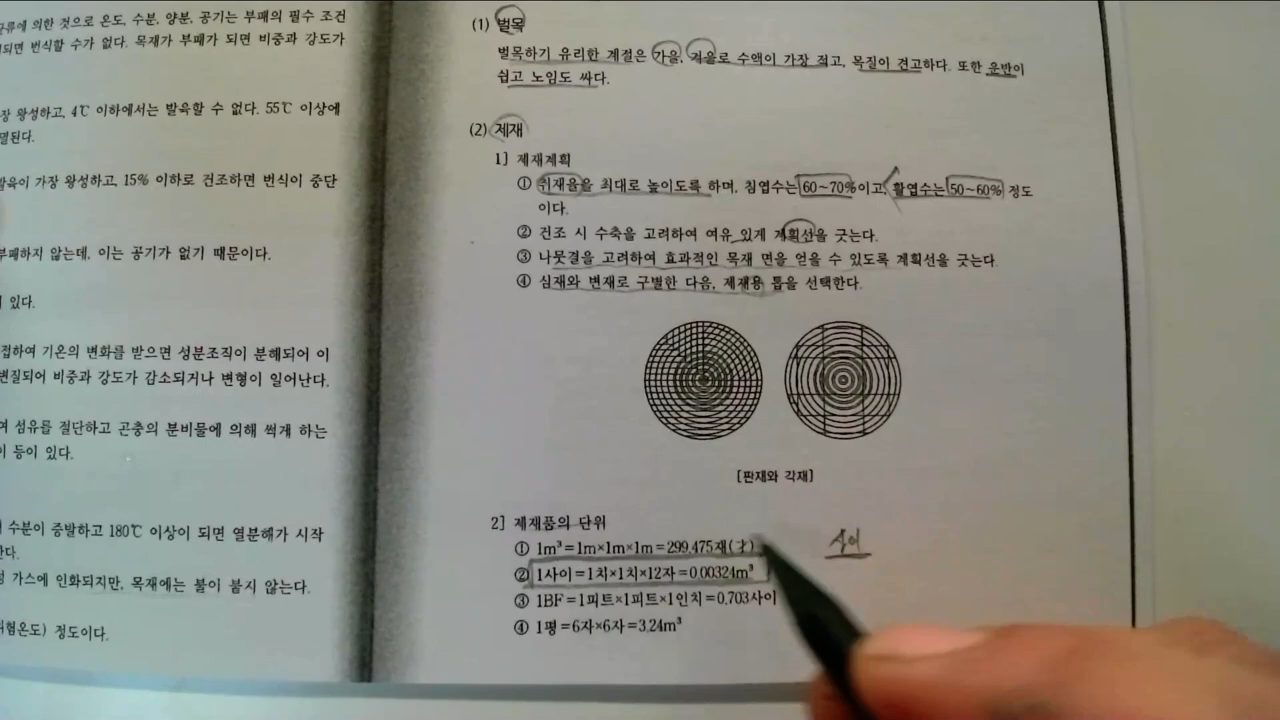 균류에 의한 것으로 온도, 수분, 양분, 공기는 부패의 필수 조건
되면 번식할 수가 없다. 목재가 부패가 되면 비중과 강도가
장 왕성하고, 4℃ 이하에서는 발육할 수 없다. 55℃ 이상에
멸된다.
발육이 가장 왕성하고, 15% 이하로 건조하면 번식이 중단
부패하지 않는데, 이는 공기가 없기 때문이다.
있다.
접하여 기온의 변화를 받으면 성분조직이 분해되어 이
변질되어 비중과 강도가 감소되거나 변형이 일어난다.
여 섬유를 절단하고 곤충의 분비물에 의해 썩게 하는
이 등이 있다.
수분이 증발하고 180℃ 이상이 되면 열분해가 시작
한다.
성 가스에 인화되지만, 목재에는 불이 붙지 않는다.
위험온도) 정도이다.
(1) 벌목
벌목하기 유리한 계절은 가을, 겨울로 수액이 가장 적고, 목질이 견고하다. 또한 운반이
쉽고 노임도 싸다.
(2) 제재
1] 제재계획
① 취재율을 최대로 높이도록 하며, 침엽수는 60~70%이고, 활엽수는 50~60% 정도
이다.
② 건조 시 수축을 고려하여 여유 있게 계획선을 긋는다.
③ 나뭇결을 고려하여 효과적인 목재 면을 얻을 수 있도록 계획선을 긋는다.
④ 심재와 변재로 구별한 다음, 제재용 톱을 선택한다.
[판재와 각재]
2] 제재품의 단위
① 1m³=1m×1m×1m=299.475재(才)
사이
② 1사이=1치×1치×12자=0.00324m³
③ 1BF=1피트×1피트×1인치=0.703사이
④ 1평=6자×6자=3.24m³